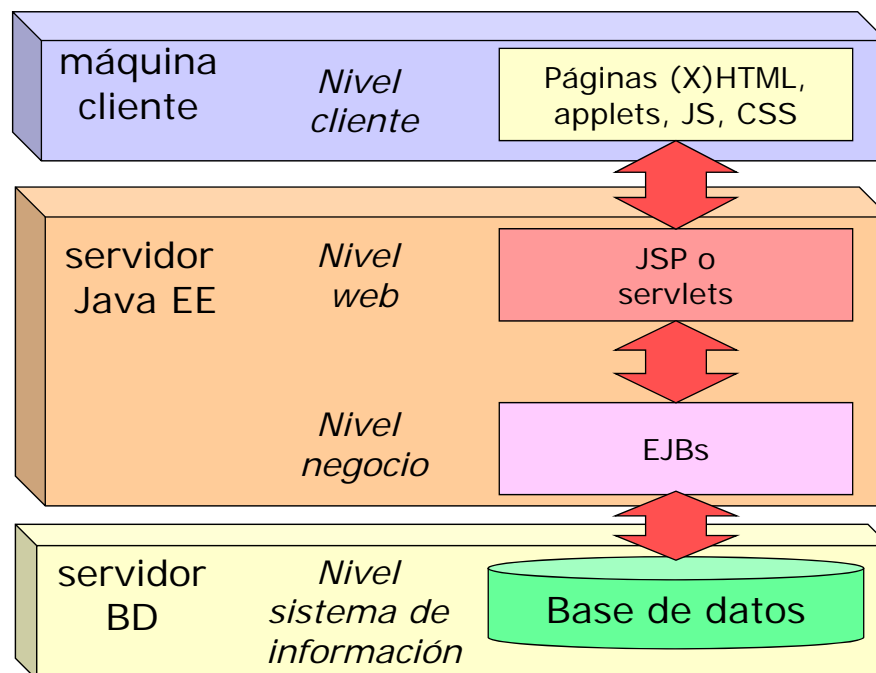 máquina
cliente
Nivel
cliente
Páginas (X)HTML,
applets, JS, CSS
servidor
Java EE
Nivel
web
JSP o
servlets
Nivel
negocio
EJBs
servidor
BD
Nivel
sistema de
información
Base de datos